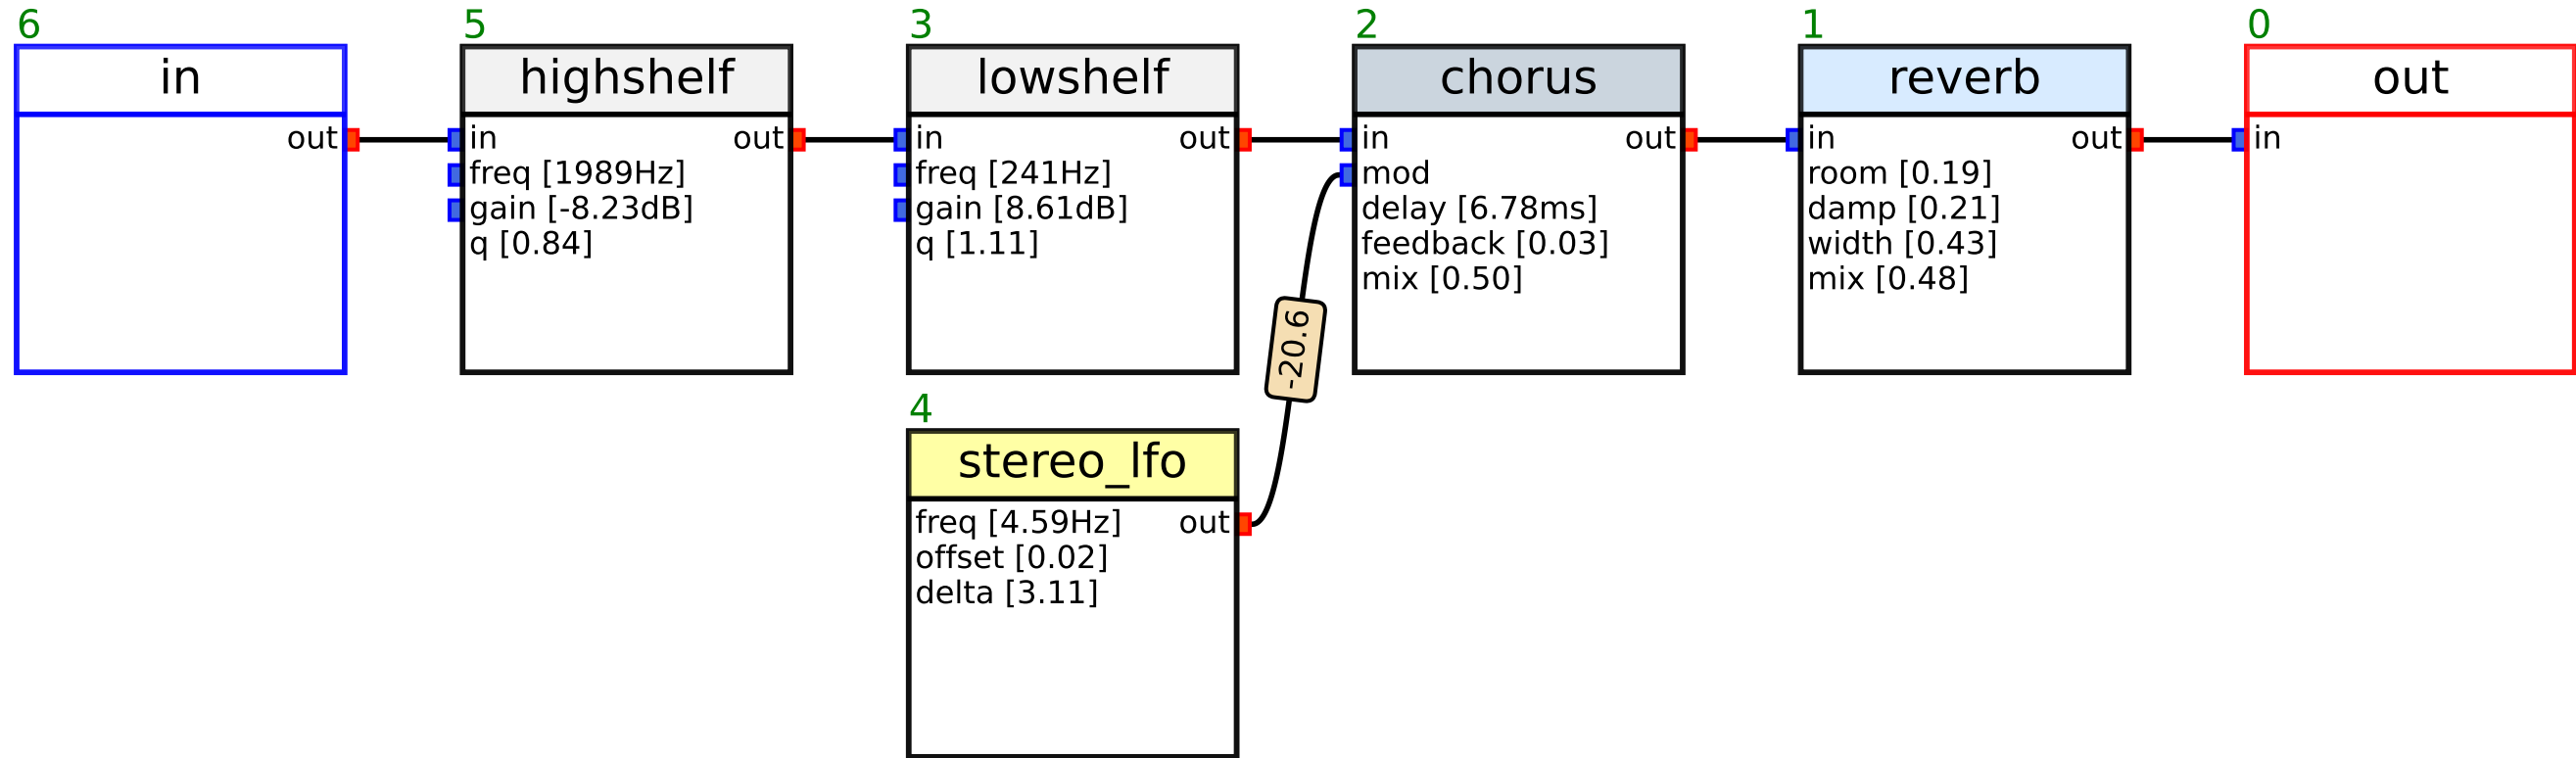 6
in
out
5
highshelf
in out
freq [1989Hz]
gain [-8.23dB]
q [0.84]
3
lowshelf
in out
freq [241Hz]
gain [8.61dB]
q [1.11]
2
chorus
in out
mod
delay [6.78ms]
feedback [0.03]
mix [0.50]
1
reverb
in out
room [0.19]
damp [0.21]
width [0.43]
mix [0.48]
0
out
in
-20.6
4
stereo_lfo
freq [4.59Hz] out
offset [0.02]
delta [3.11]